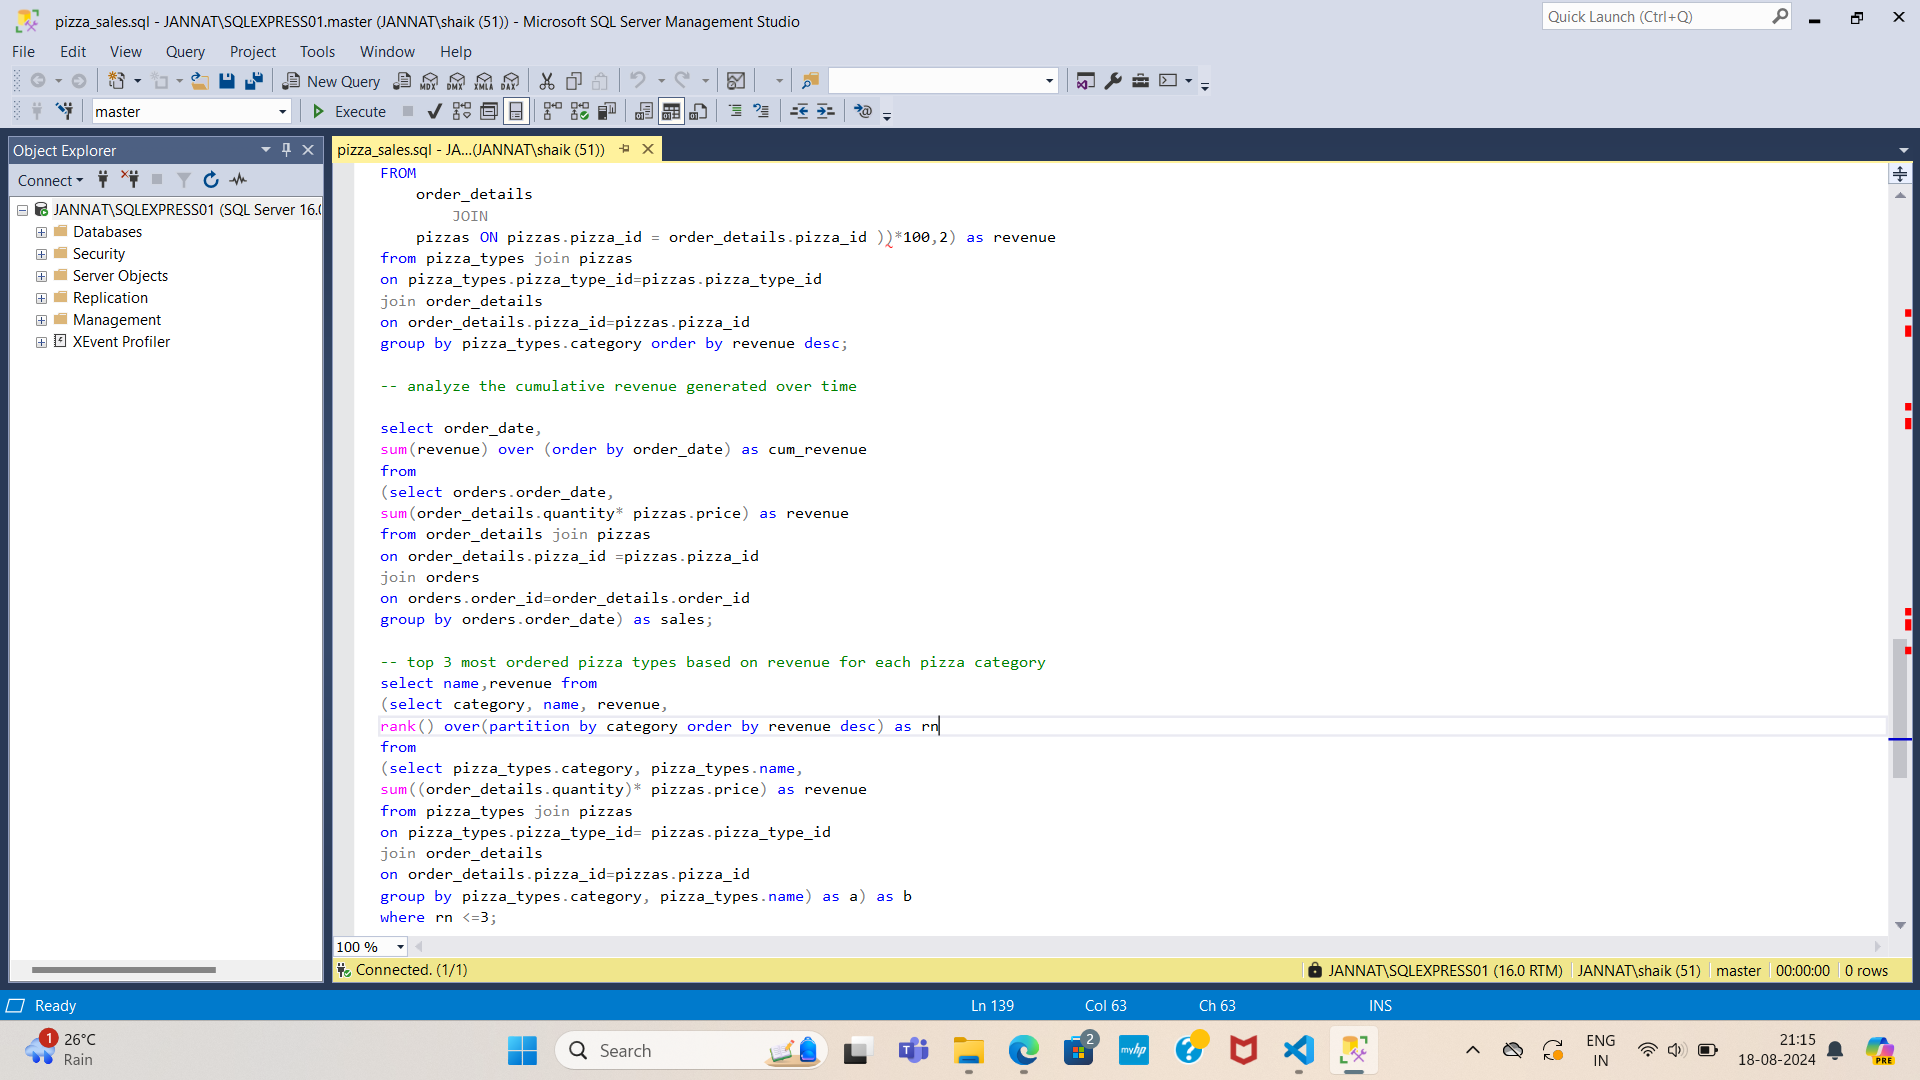 pizza_sales.sql - JANNAT\SQLEXPRESS01.master (JANNAT\shaik (51)) - Microsoft SQL Server Management Studio
Quick Launch (Ctrl+Q)
File Edit View Query Project Tools Window Help
New Query MDX DMX XMLA DAX
master Execute
Object Explorer
pizza_sales.sql - JA...(JANNAT\shaik (51))
Connect
JANNAT\SQLEXPRESS01 (SQL Server 16.0
Databases
Security
Server Objects
Replication
Management
XEvent Profiler
FROM
order_details
JOIN
pizzas ON pizzas.pizza_id = order_details.pizza_id ))*100,2) as revenue
from pizza_types join pizzas
on pizza_types.pizza_type_id=pizzas.pizza_type_id
join order_details
on order_details.pizza_id=pizzas.pizza_id
group by pizza_types.category order by revenue desc;
-- analyze the cumulative revenue generated over time
select order_date,
sum(revenue) over (order by order_date) as cum_revenue
from
(select orders.order_date,
sum(order_details.quantity* pizzas.price) as revenue
from order_details join pizzas
on order_details.pizza_id =pizzas.pizza_id
join orders
on orders.order_id=order_details.order_id
group by orders.order_date) as sales;
-- top 3 most ordered pizza types based on revenue for each pizza category
select name,revenue from
(select category, name, revenue,
rank() over(partition by category order by revenue desc) as rn
from
(select pizza_types.category, pizza_types.name,
sum((order_details.quantity)* pizzas.price) as revenue
from pizza_types join pizzas
on pizza_types.pizza_type_id= pizzas.pizza_type_id
join order_details
on order_details.pizza_id=pizzas.pizza_id
group by pizza_types.category, pizza_types.name) as a) as b
where rn <=3;
100 %
Connected. (1/1)
JANNAT\SQLEXPRESS01 (16.0 RTM) JANNAT\shaik (51) master 00:00:00 0 rows
Ready
Ln 139 Col 63 Ch 63 INS
1
26°C
Rain
Search
2
myhp
ENG
IN
21:15
18-08-2024
PRE